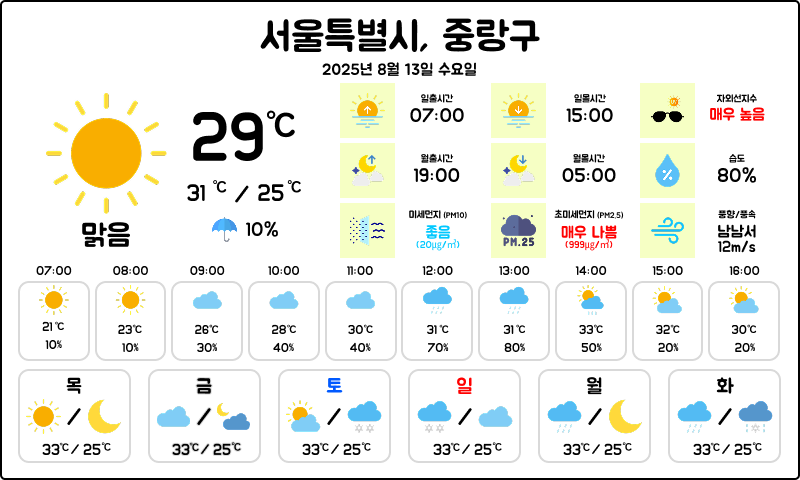 서울특별시, 중랑구
2025년 8월 13일 수요일
29℃
31 ℃ / 25 ℃
맑음
10%
일출시간
07:00
일몰시간
15:00
자외선지수
매우 높음
월출시간
19:00
월몰시간
05:00
습도
80%
미세먼지 (PM10)
좋음
(20㎍/㎥)
PM.25
초미세먼지 (PM2.5)
매우 나쁨
(999㎍/㎥)
풍향/풍속
남남서
12m/s
07:00 08:00 09:00 10:00 11:00 12:00 13:00 14:00 15:00 16:00
21℃ 23℃ 26℃ 28℃ 30℃ 31℃ 31℃ 33℃ 32℃ 30℃
10% 10% 30% 40% 40% 70% 80% 50% 20% 20%
목 금 토 일 월 화
/ / / / / /
33℃ / 25℃ 33℃ / 25℃ 33℃ / 25℃ 33℃ / 25℃ 33℃ / 25℃ 33℃ / 25℃